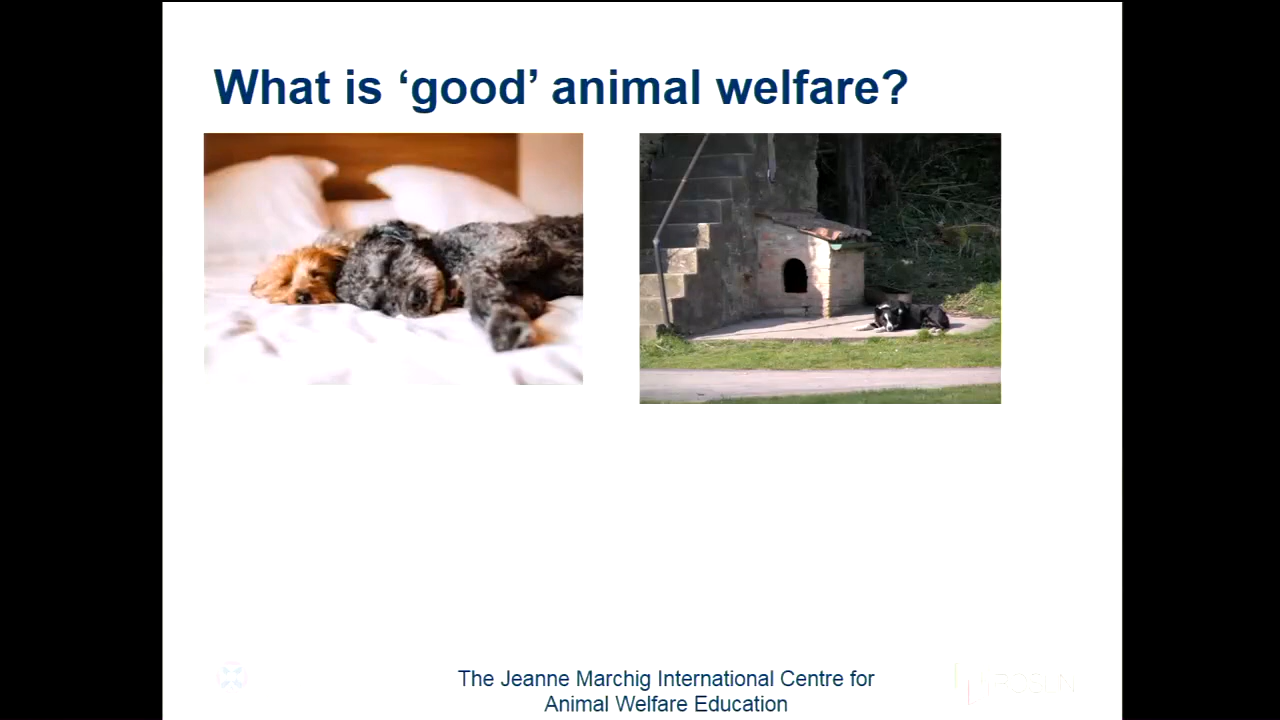 What is ‘good’ animal welfare?
The Jeanne Marchig International Centre for
Animal Welfare Education